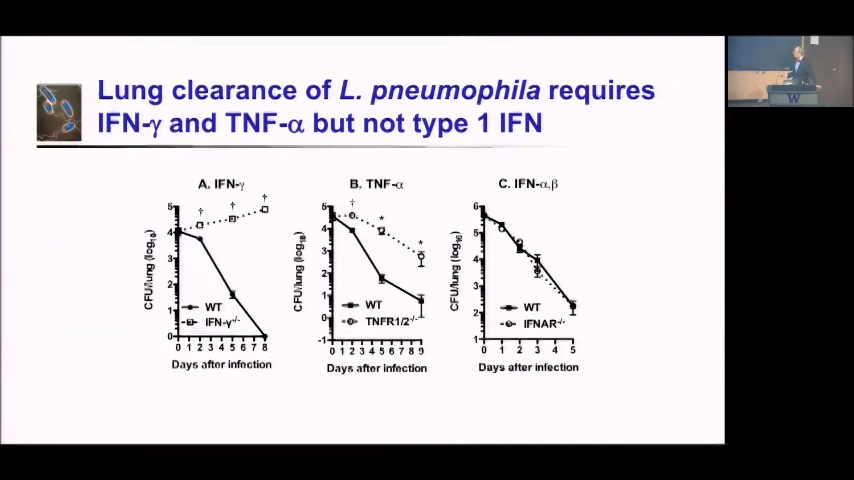 Lung clearance of L. pneumophila requires
IFN-γ and TNF-α but not type 1 IFN
A. IFN-γ
B. TNF-α
C. IFN-α,β
CFU/lung (log10)
5
4
3
2
1
0
† † †
WT
IFN-γ-/-
0 1 2 3 4 5 6 7 8
Days after infection
CFU/lung (log10)
5
4
3
2
1
0
-1
†
*
*
WT
TNFR1/2-/-
0 1 2 3 4 5 6 7 8 9
Days after infection
CFU/lung (log10)
6
5
4
3
2
1
WT
IFNAR-/-
0 1 2 3 5
Days after infection
W